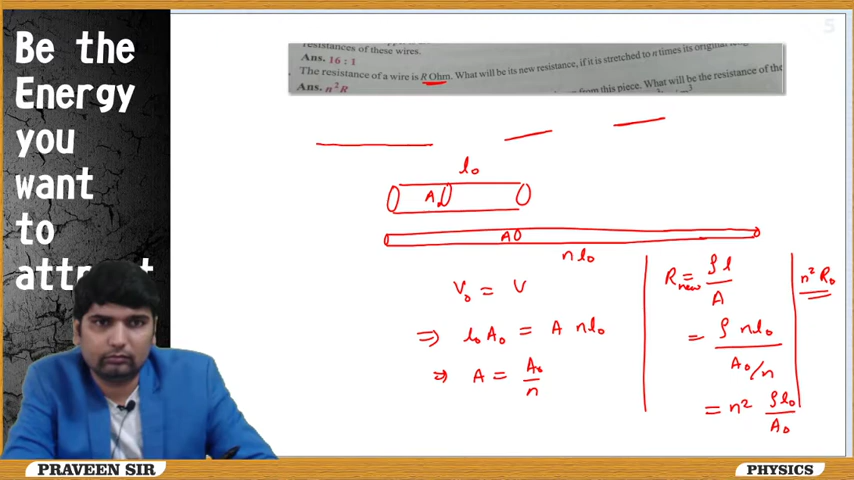 Be the
Energy
you
want
to
5
resistances of these wires.
Ans. 16 : 1
The resistance of a wire is R Ohm. What will be its new resistance, if it is stretched to n times its original
Ans. n²R
from this piece. What will be the resistance of the
l₀
A₀
A
nl₀
V₀ = V
⇒ l₀A₀ = A nl₀
⇒ A = A₀/n
R new = ρl/A
= ρ nl₀ / A₀/n
= n² ρl₀/A₀
n²R₀
PRAVEEN SIR
PHYSICS